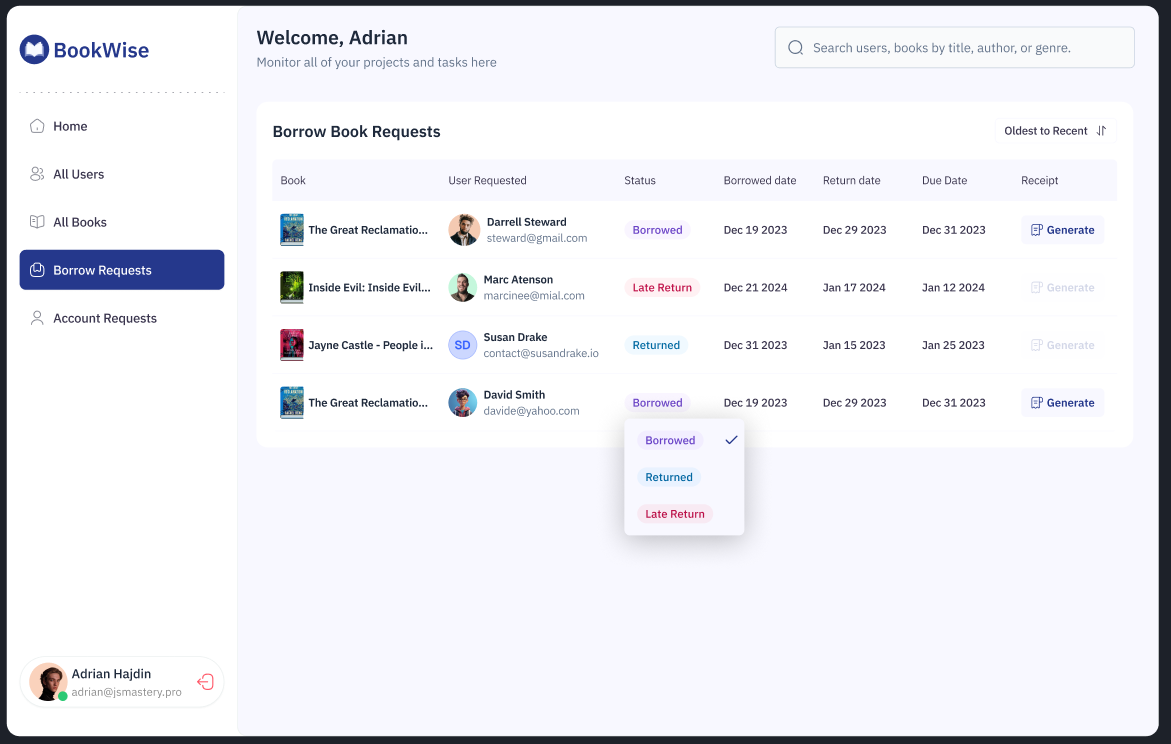 BookWise
Home
All Users
All Books
Borrow Requests
Account Requests
Adrian Hajdin
adrian@jsmastery.pro
Welcome, Adrian
Monitor all of your projects and tasks here
Search users, books by title, author, or genre.
Borrow Book Requests
Oldest to Recent
Book User Requested Status Borrowed date Return date Due Date Receipt
The Great Reclamatio... Darrell Steward steward@gmail.com Borrowed Dec 19 2023 Dec 29 2023 Dec 31 2023 Generate
Inside Evil: Inside Evil... Marc Atenson marcinee@mial.com Late Return Dec 21 2024 Jan 17 2024 Jan 12 2024 Generate
Jayne Castle - People i... SD Susan Drake contact@susandrake.io Returned Dec 31 2023 Jan 15 2023 Jan 25 2023 Generate
The Great Reclamatio... David Smith davide@yahoo.com Borrowed Dec 19 2023 Dec 29 2023 Dec 31 2023 Generate
Borrowed
Returned
Late Return